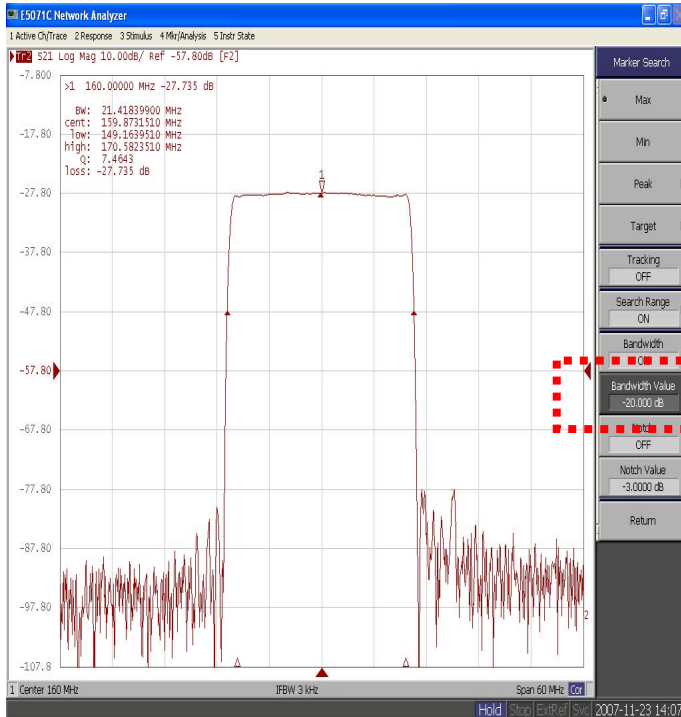 E5071C Network Analyzer
1 Active Ch/Trace 2 Response 3 Stimulus 4 Mkr/Analysis 5 Instr State
Tr2 S21 Log Mag 10.00dB/ Ref -57.80dB [F2]
-7.800
>1 160.00000 MHz -27.735 dB
BW: 21.41839900 MHz
cent: 159.8731510 MHz
low: 149.1639510 MHz
high: 170.5823510 MHz
Q: 7.4643
loss: -27.735 dB
1
-17.80
-27.80
-37.80
-47.80
-57.80
-67.80
-77.80
-87.80
-97.80
-107.8
2
1 Center 160 MHz IFBW 3 kHz Span 60 MHz Cor
Marker Search
Max
Min
Peak
Target
Tracking
OFF
Search Range
ON
Bandwidth
ON
Bandwidth Value
-20.000 dB
Notch
OFF
Notch Value
-3.0000 dB
Return
Hold Stop ExtRef Svc 2007-11-23 14:07